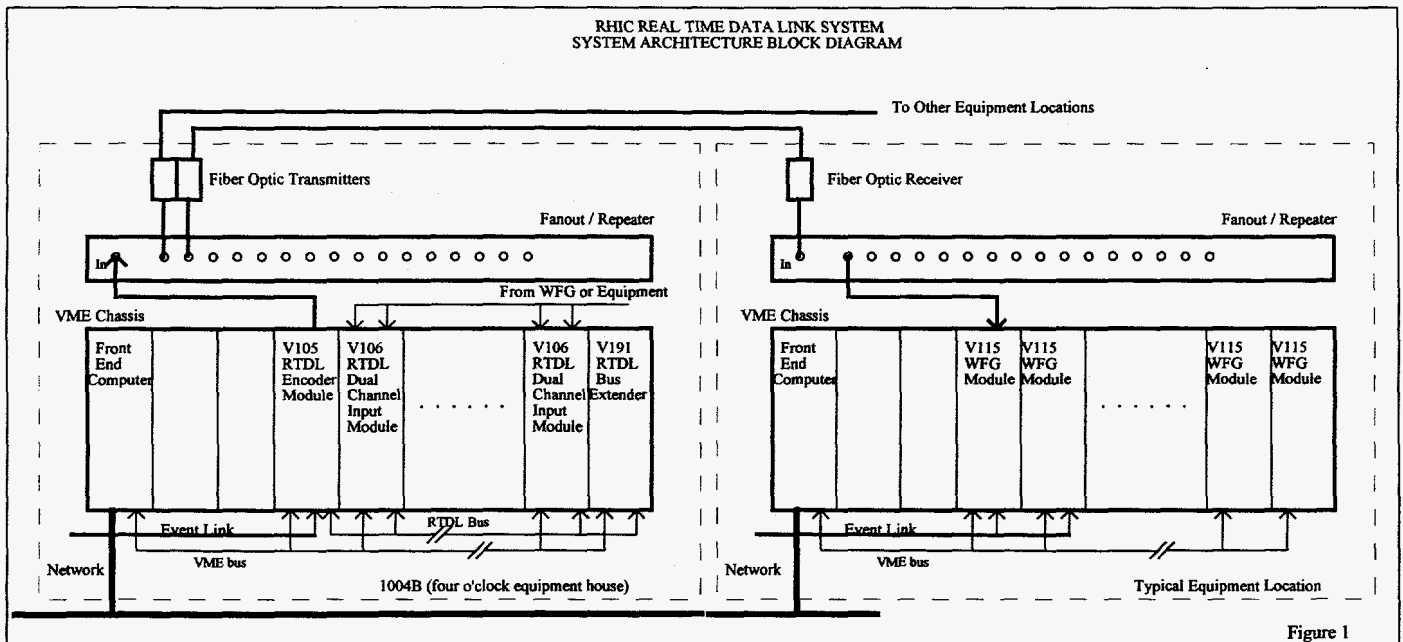 RHIC REAL TIME DATA LINK SYSTEM
SYSTEM ARCHITECTURE BLOCK DIAGRAM
To Other Equipment Locations
Fiber Optic Transmitters
Fanout / Repeater
In
From WFG or Equipment
VME Chassis
Front
End
Computer
V105
RTDL
Encoder
Module
V106
RTDL
Dual
Channel
Input
Module
. . . . . .
V106
RTDL
Dual
Channel
Input
Module
V191
RTDL
Bus
Extender
RTDL Bus
Event Link
VME bus
Network
1004B (four o'clock equipment house)
Fiber Optic Receiver
Fanout / Repeater
In
VME Chassis
Front
End
Computer
V115
WFG
Module
V115
WFG
Module
. . . . . .
V115
WFG
Module
V115
WFG
Module
Event Link
VME bus
Network
Typical Equipment Location
Figure 1